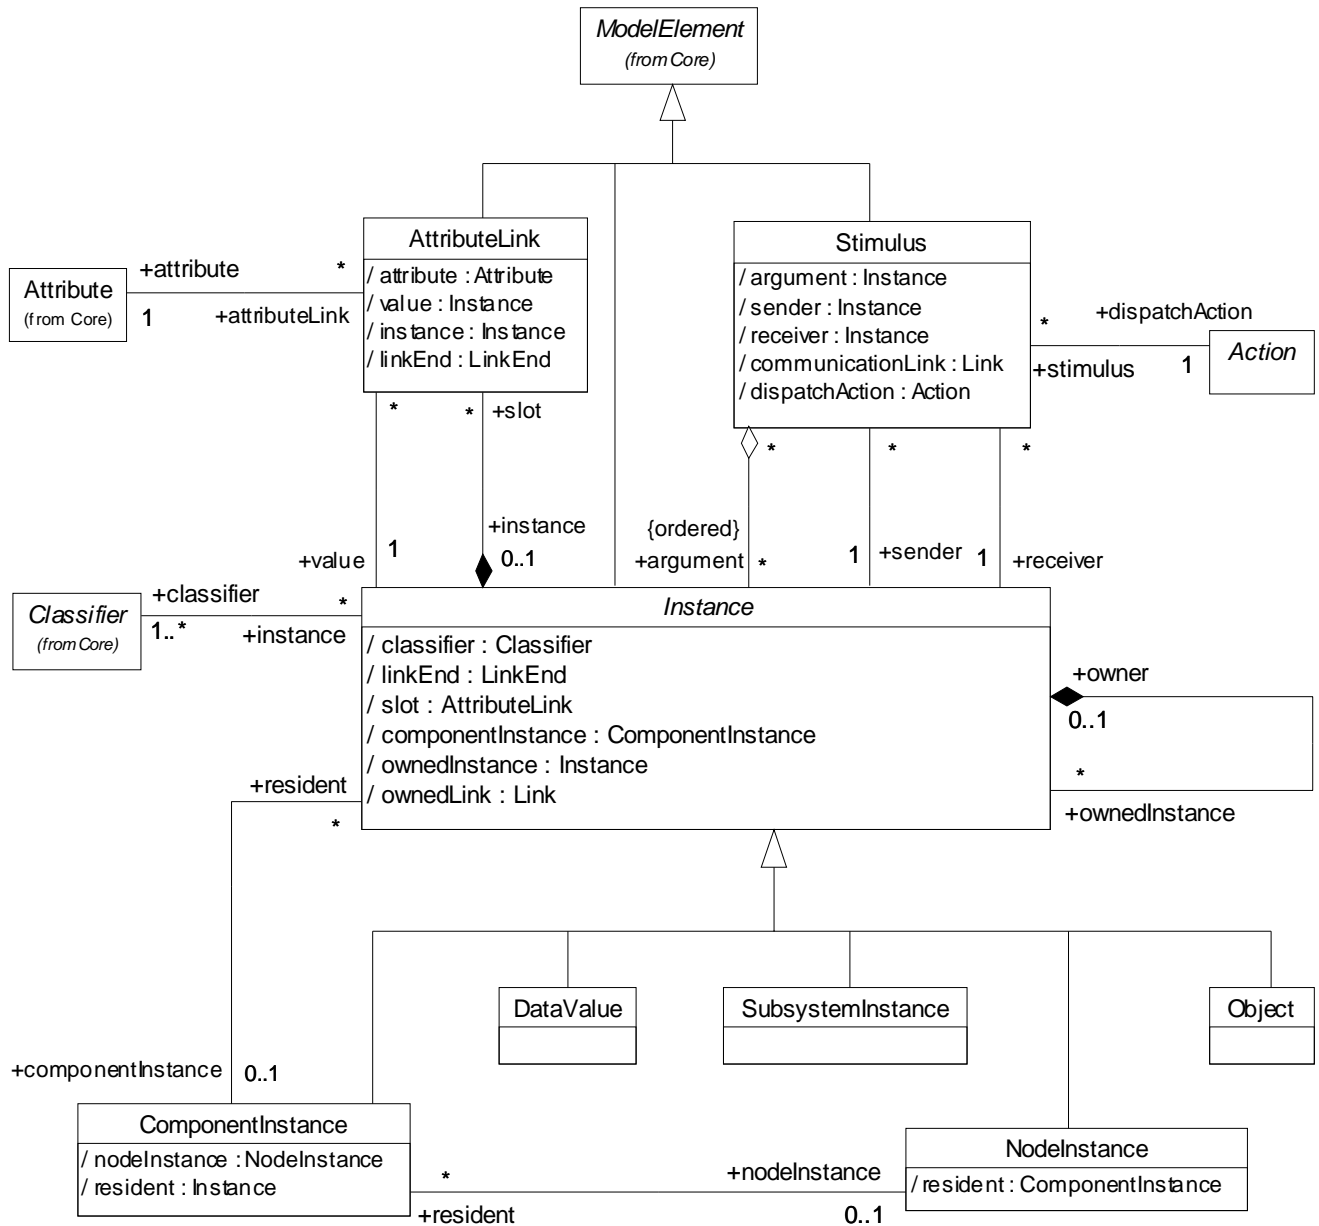 ModelElement
(from Core)
AttributeLink
/ attribute : Attribute
/ value : Instance
/ instance : Instance
/ linkEnd : LinkEnd
Stimulus
/ argument : Instance
/ sender : Instance
/ receiver : Instance
/ communicationLink : Link
/ dispatchAction : Action
Attribute
(from Core)
+attribute
*
1
+attributeLink
*
+dispatchAction
+stimulus
1
Action
*
*
+slot
*
*
*
+instance
0..1
{ordered}
+argument
*
1
+sender
1
+receiver
+value
1
Classifier
(from Core)
+classifier
*
1..*
+instance
Instance
/ classifier : Classifier
/ linkEnd : LinkEnd
/ slot : AttributeLink
/ componentInstance : ComponentInstance
/ ownedInstance : Instance
/ ownedLink : Link
+owner
0..1
*
+ownedInstance
+resident
*
DataValue
SubsystemInstance
Object
+componentInstance
0..1
ComponentInstance
/ nodeInstance : NodeInstance
/ resident : Instance
NodeInstance
/ resident : ComponentInstance
*
+nodeInstance
+resident
0..1